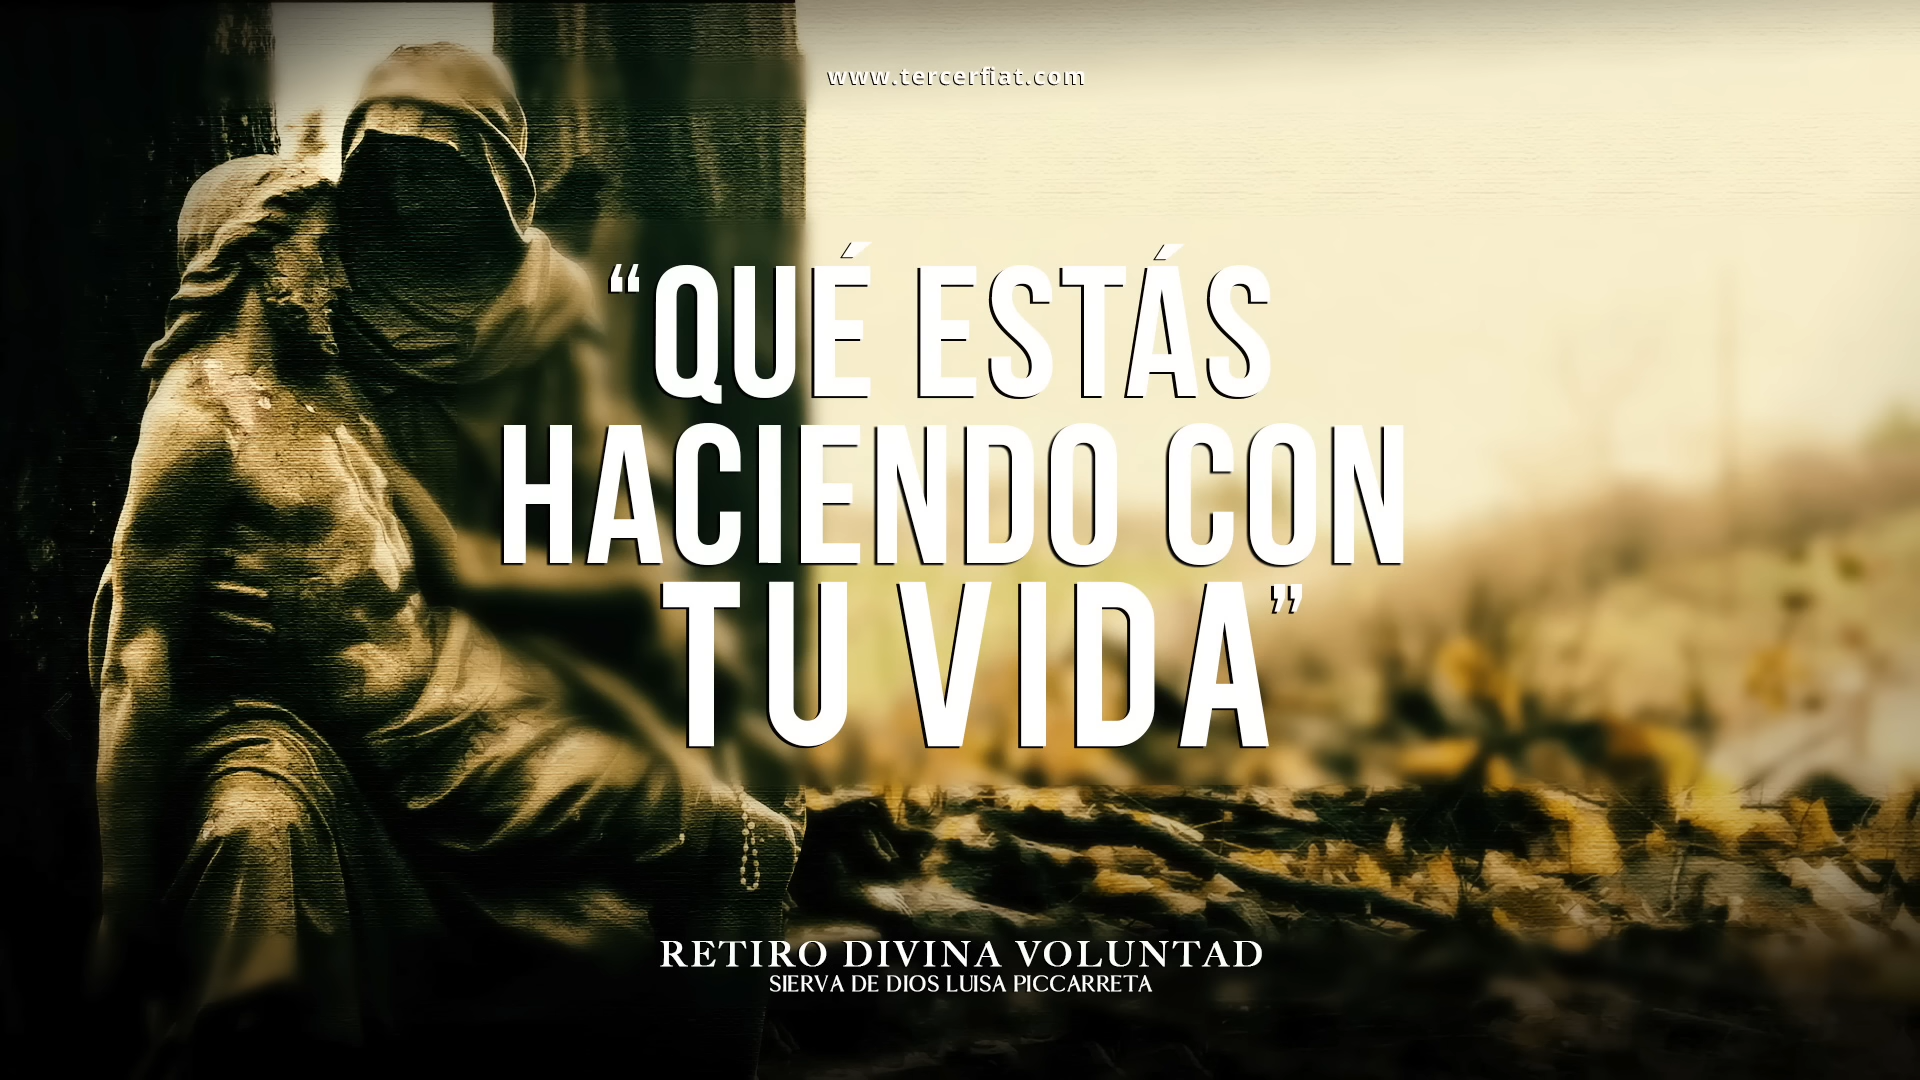 www.tercerfiat.com
“QUÉ ESTÁS
HACIENDO CON
TU VIDA”
RETIRO DIVINA VOLUNTAD
SIERVA DE DIOS LUISA PICCARRETA